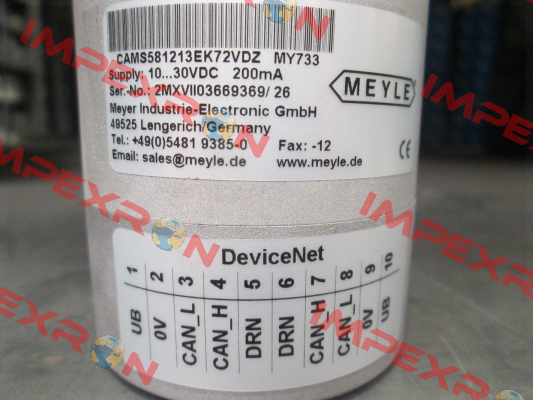 CAMS581213EK72VDZ MY733
Supply: 10...30VDC 200mA
Ser.-No.: 2MXVII03669369/ 26
Meyer Industrie-Electronic GmbH
49525 Lengerich/Germany
Tel.: +49(0)5481 9385-0 Fax: -12
Email: sales@meyle.de www.meyle.de
MEYLE
CE
DeviceNet
1 2 3 4 5 6 7 8 9 10
UB 0V CAN_L CAN_H DRN DRN CAN_H CAN_L 0V UB
IMPEXRON
IMPEXRON
IMPEXRON